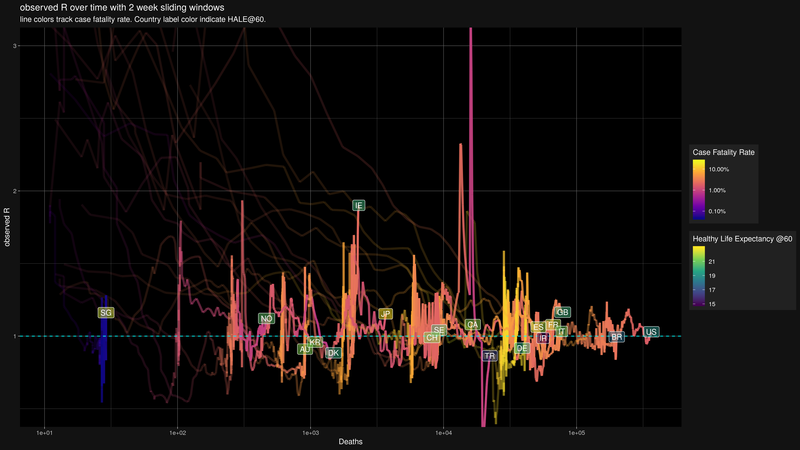 observed R over time with 2 week sliding windows
line colors track case fatality rate. Country label color indicate HALE@60.
3
2
1
observed R
SG
NO
AU
KR
DK
IE
JP
CH
SE
CA
TR
DE
ES
IR
FR
GB
IT
BR
US
1e+01
1e+02
1e+03
1e+04
1e+05
Deaths
Case Fatality Rate
10.00%
1.00%
0.10%
Healthy Life Expectancy @60
21
19
17
15